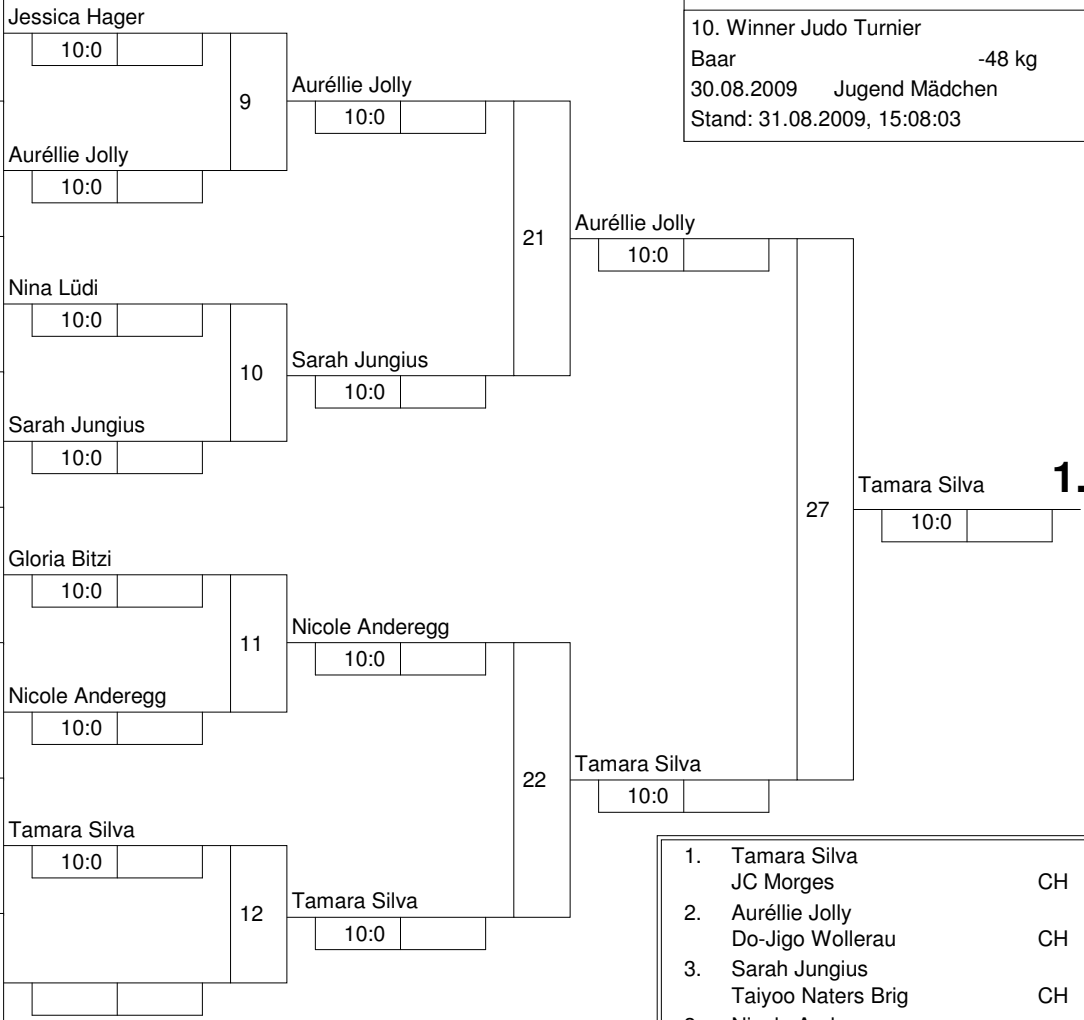 10. Winner Judo Turnier
Baar -48 kg
30.08.2009 Jugend Mädchen
Stand: 31.08.2009, 15:08:03
Jessica Hager
10:0
9
Auréllie Jolly
10:0
Auréllie Jolly
10:0
21
Auréllie Jolly
10:0
Nina Lüdi
10:0
10
Sarah Jungius
10:0
Sarah Jungius
10:0
27
Tamara Silva 1.
10:0
Gloria Bitzi
10:0
11
Nicole Anderegg
10:0
Nicole Anderegg
10:0
22
Tamara Silva
10:0
Tamara Silva
10:0
12
Tamara Silva
10:0
1. Tamara Silva
JC Morges CH
2. Auréllie Jolly
Do-Jigo Wollerau CH
3. Sarah Jungius
Taiyoo Naters Brig CH